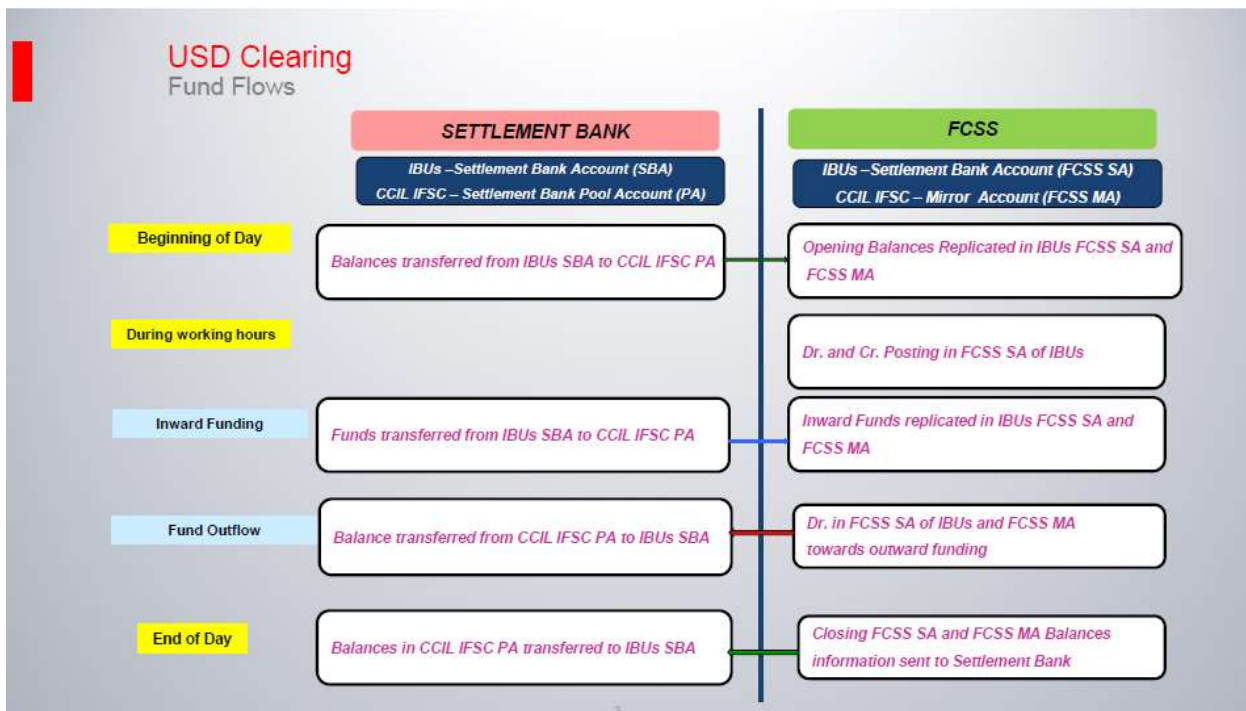 USD Clearing
Fund Flows
SETTLEMENT BANK
FCSS
IBUs –Settlement Bank Account (SBA)
CCIL IFSC – Settlement Bank Pool Account (PA)
IBUs –Settlement Bank Account (FCSS SA)
CCIL IFSC – Mirror Account (FCSS MA)
Beginning of Day
Balances transferred from IBUs SBA to CCIL IFSC PA
Opening Balances Replicated in IBUs FCSS SA and
FCSS MA
During working hours
Dr. and Cr. Posting in FCSS SA of IBUs
Inward Funding
Funds transferred from IBUs SBA to CCIL IFSC PA
Inward Funds replicated in IBUs FCSS SA and
FCSS MA
Fund Outflow
Balance transferred from CCIL IFSC PA to IBUs SBA
Dr. in FCSS SA of IBUs and FCSS MA
towards outward funding
End of Day
Balances in CCIL IFSC PA transferred to IBUs SBA
Closing FCSS SA and FCSS MA Balances
information sent to Settlement Bank